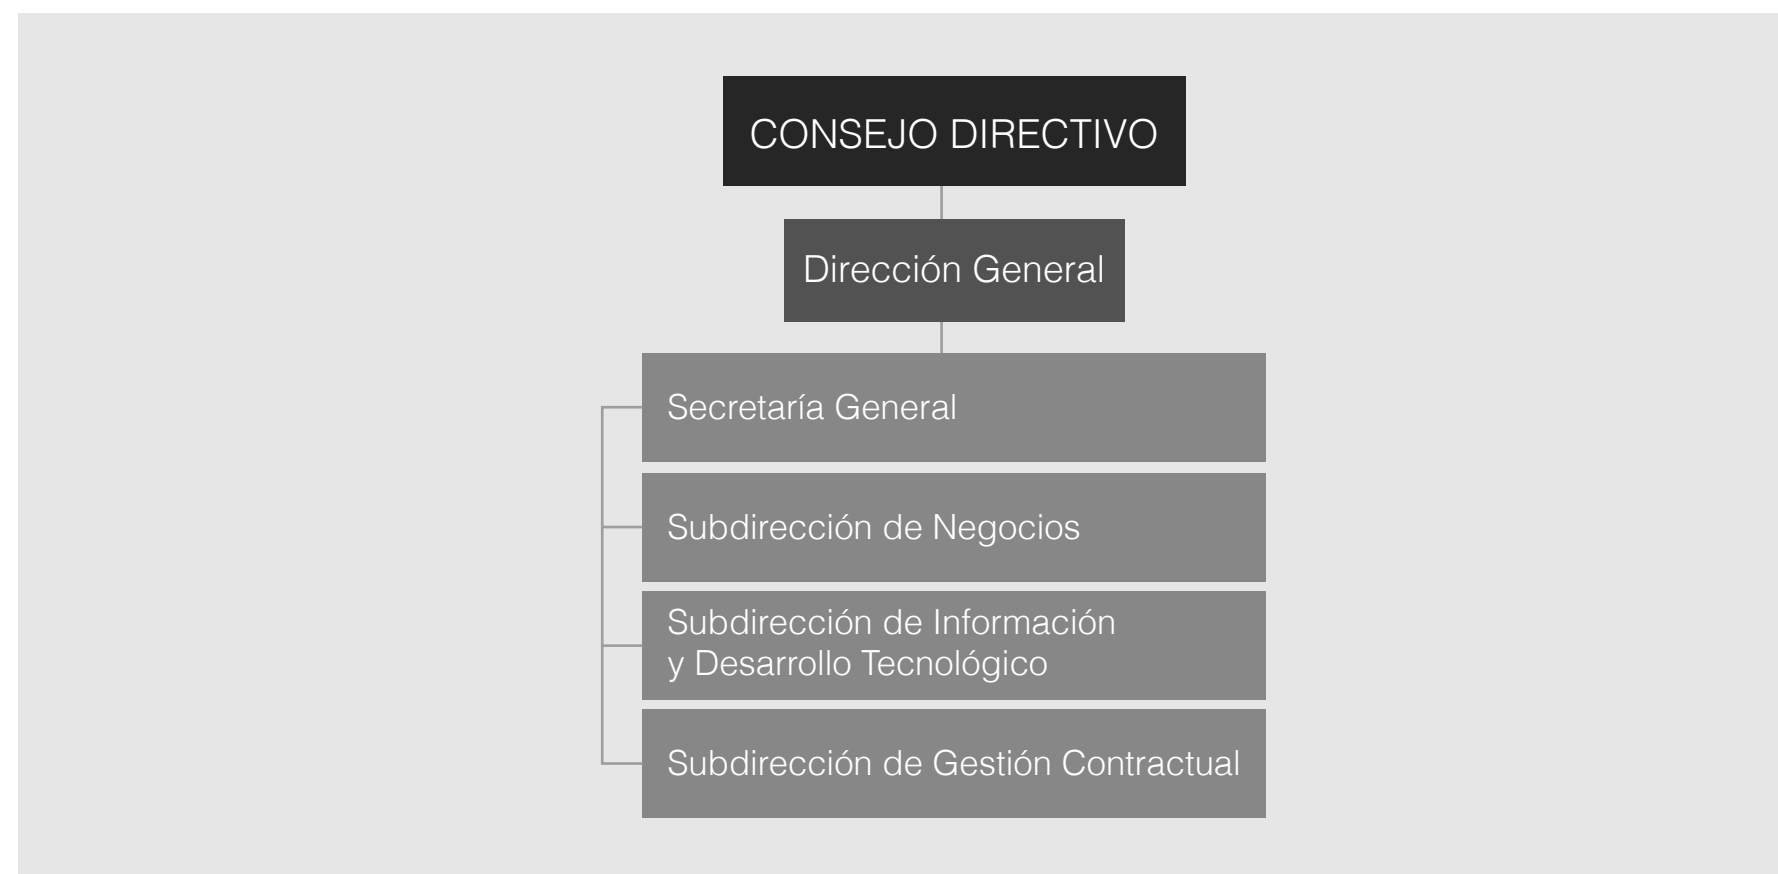 CONSEJO DIRECTIVO
Dirección General
Secretaría General
Subdirección de Negocios
Subdirección de Información
y Desarrollo Tecnológico
Subdirección de Gestión Contractual